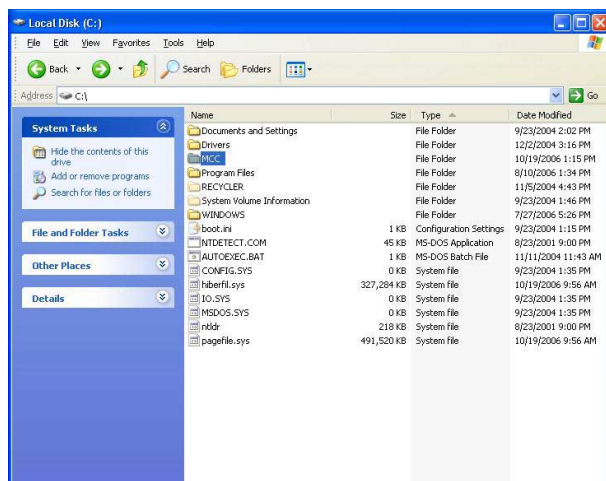 Local Disk (C:)
File Edit View Favorites Tools Help
Back Search Folders
Address C:\ Go
System Tasks
Hide the contents of this drive
Add or remove programs
Search for files or folders
File and Folder Tasks
Other Places
Details
Name Size Type Date Modified
Documents and Settings File Folder 9/23/2004 2:02 PM
Drivers File Folder 12/2/2004 3:16 PM
MCC File Folder 10/19/2006 1:15 PM
Program Files File Folder 8/10/2006 1:34 PM
RECYCLER File Folder 11/5/2004 4:43 PM
System Volume Information File Folder 9/23/2004 1:46 PM
WINDOWS File Folder 7/27/2006 5:26 PM
boot.ini 1 KB Configuration Settings 9/23/2004 1:15 PM
NTDETECT.COM 45 KB MS-DOS Application 8/23/2001 9:00 PM
AUTOEXEC.BAT 1 KB MS-DOS Batch File 11/11/2004 11:43 AM
CONFIG.SYS 0 KB System file 9/23/2004 1:35 PM
hiberfil.sys 327,284 KB System file 10/19/2006 9:56 AM
IO.SYS 0 KB System file 9/23/2004 1:35 PM
MSDOS.SYS 0 KB System file 9/23/2004 1:35 PM
ntldr 218 KB System file 8/23/2001 9:00 PM
pagefile.sys 491,520 KB System file 10/19/2006 9:56 AM